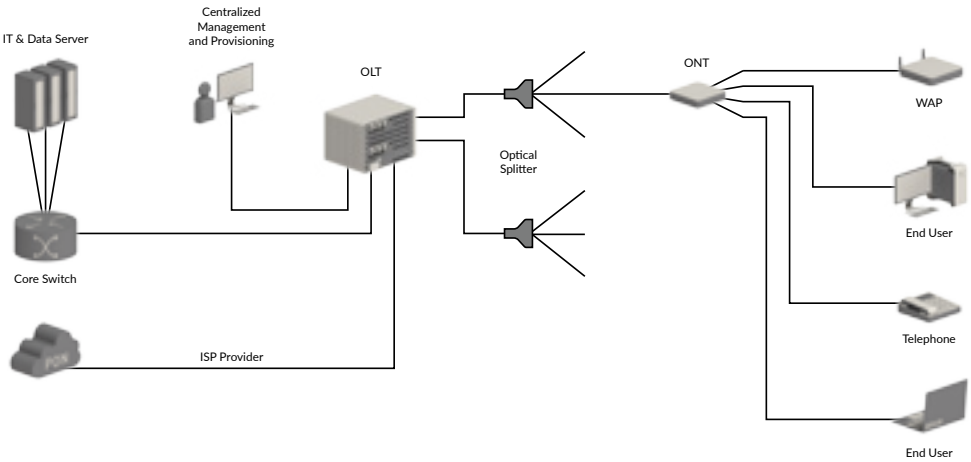 Centralized
Management
and Provisioning
IT & Data Server
OLT
ONT
WAP
Optical
Splitter
End User
Core Switch
Telephone
PON
ISP Provider
End User